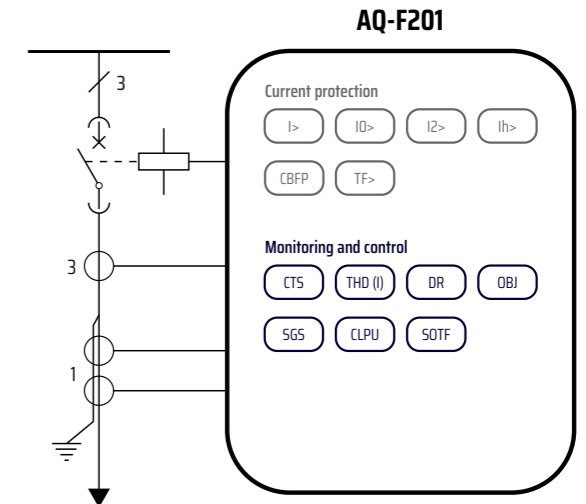 AQ-F201
3
Current protection
I> I0> I2> Ih>
CBFP TF>
Monitoring and control
3
CTS THD (I) DR OBJ
SGS CLPU SOTF
1